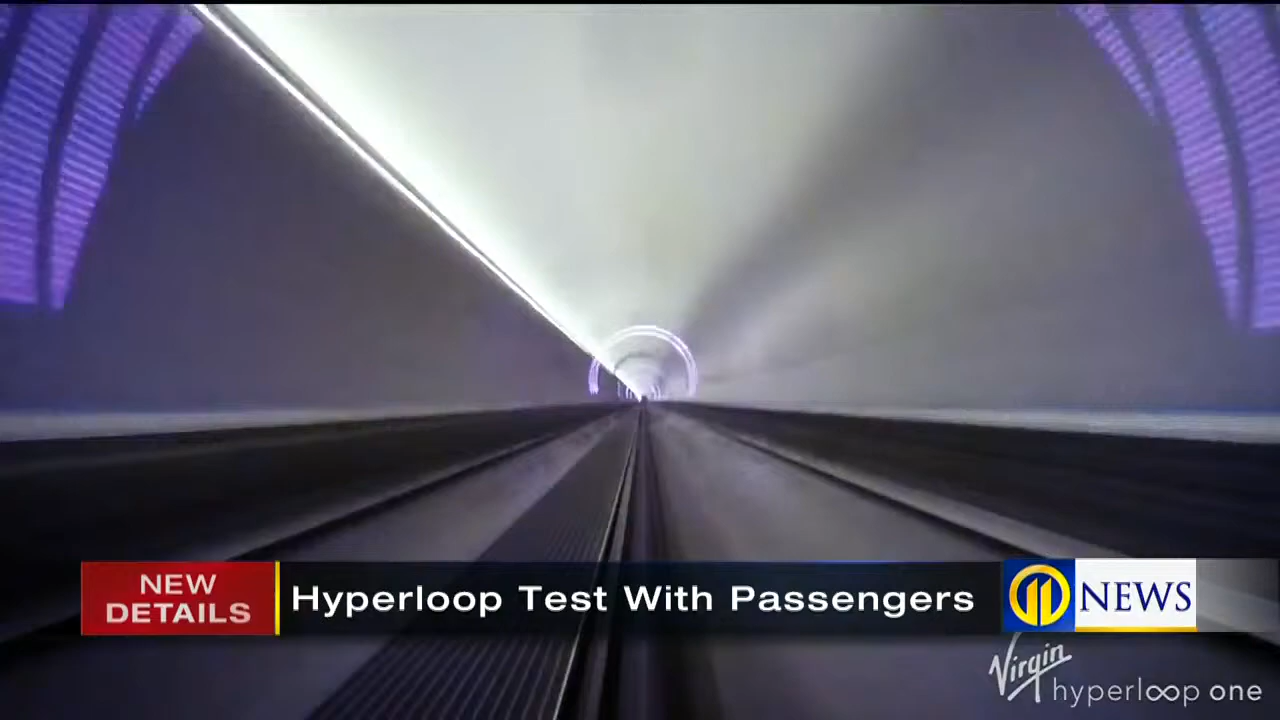 NEW
DETAILS
Hyperloop Test With Passengers
11 NEWS
Virgin
hyperloop one